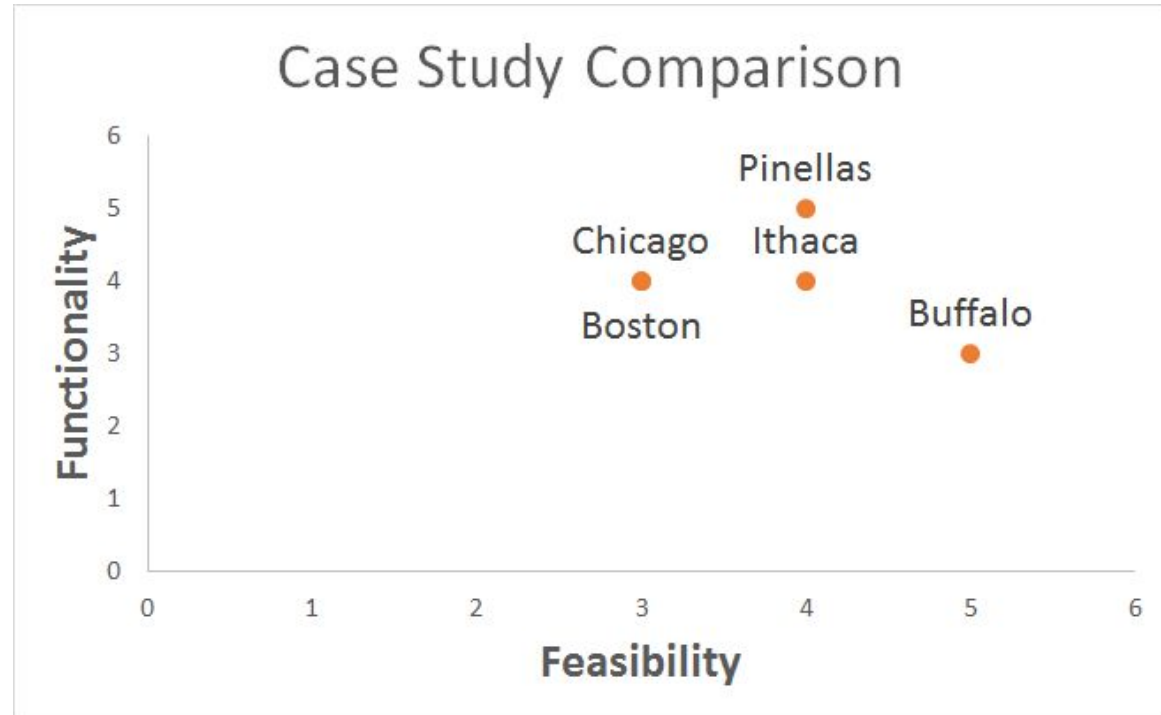 Case Study Comparison
6
5
4
3
2
1
0
Functionality
Pinellas
Chicago
Ithaca
Boston
Buffalo
0 1 2 3 4 5 6
Feasibility